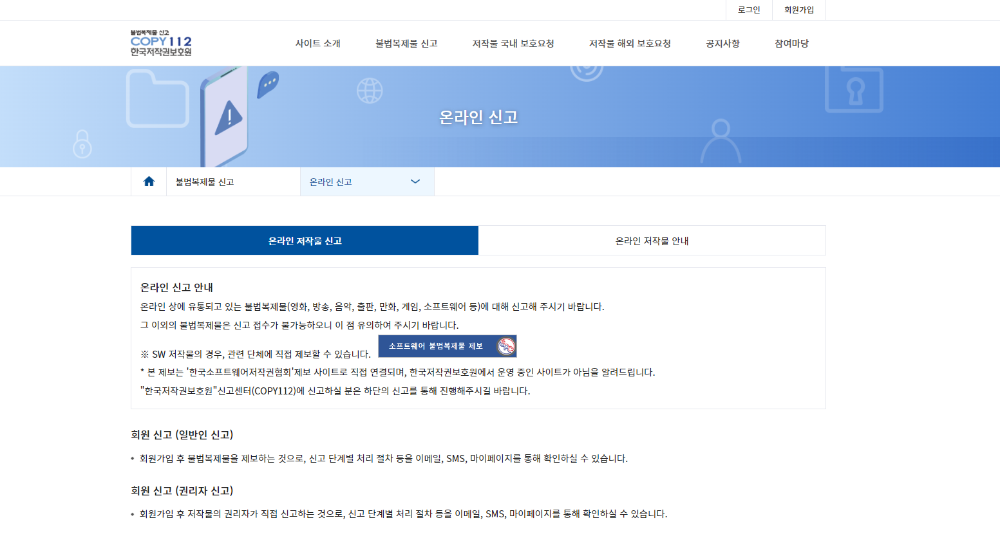 로그인
회원가입
불법복제물 신고
COPY112
한국저작권보호원
사이트 소개
불법복제물 신고
저작물 국내 보호요청
저작물 해외 보호요청
공지사항
참여마당
온라인 신고
불법복제물 신고
온라인 신고
온라인 저작물 신고
온라인 저작물 안내
온라인 신고 안내
온라인 상에 유통되고 있는 불법복제물(영화, 방송, 음악, 출판, 만화, 게임, 소프트웨어 등)에 대해 신고해 주시기 바랍니다.
그 이외의 불법복제물은 신고 접수가 불가능하오니 이 점 유의하여 주시기 바랍니다.
※ SW 저작물의 경우, 관련 단체에 직접 제보할 수 있습니다.
소프트웨어 불법복제물 제보
SPC
* 본 제보는 '한국소프트웨어저작권협회'제보 사이트로 직접 연결되며, 한국저작권보호원에서 운영 중인 사이트가 아님을 알려드립니다.
"한국저작권보호원"신고센터(COPY112)에 신고하실 분은 하단의 신고를 통해 진행해주시길 바랍니다.
회원 신고 (일반인 신고)
• 회원가입 후 불법복제물을 제보하는 것으로, 신고 단계별 처리 절차 등을 이메일, SMS, 마이페이지를 통해 확인하실 수 있습니다.
회원 신고 (권리자 신고)
• 회원가입 후 저작물의 권리자가 직접 신고하는 것으로, 신고 단계별 처리 절차 등을 이메일, SMS, 마이페이지를 통해 확인하실 수 있습니다.